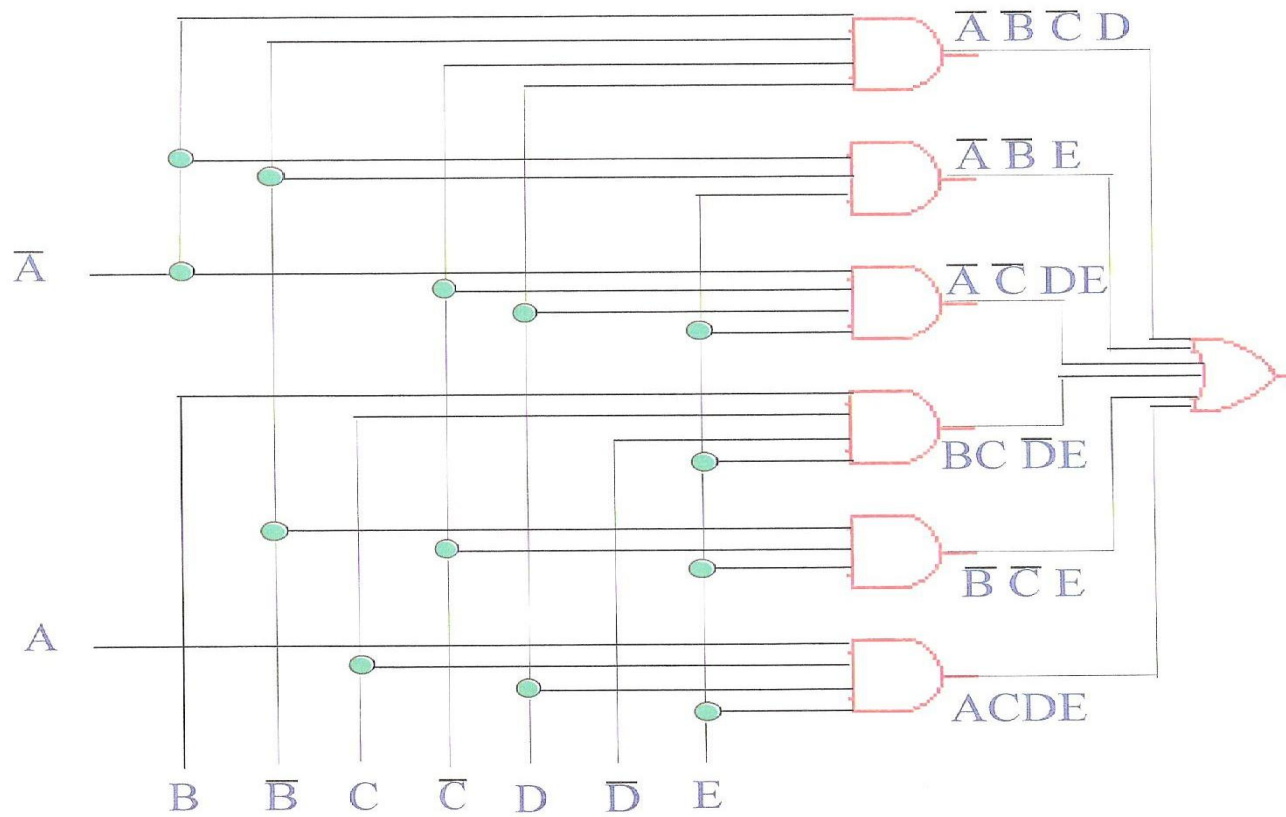 A̅ B̅ C̅ D
A̅ B̅ E
A̅
A̅ C̅ DE
BC D̅E
B̅ C̅ E
A
ACDE
B B̅ C C̅ D D̅ E